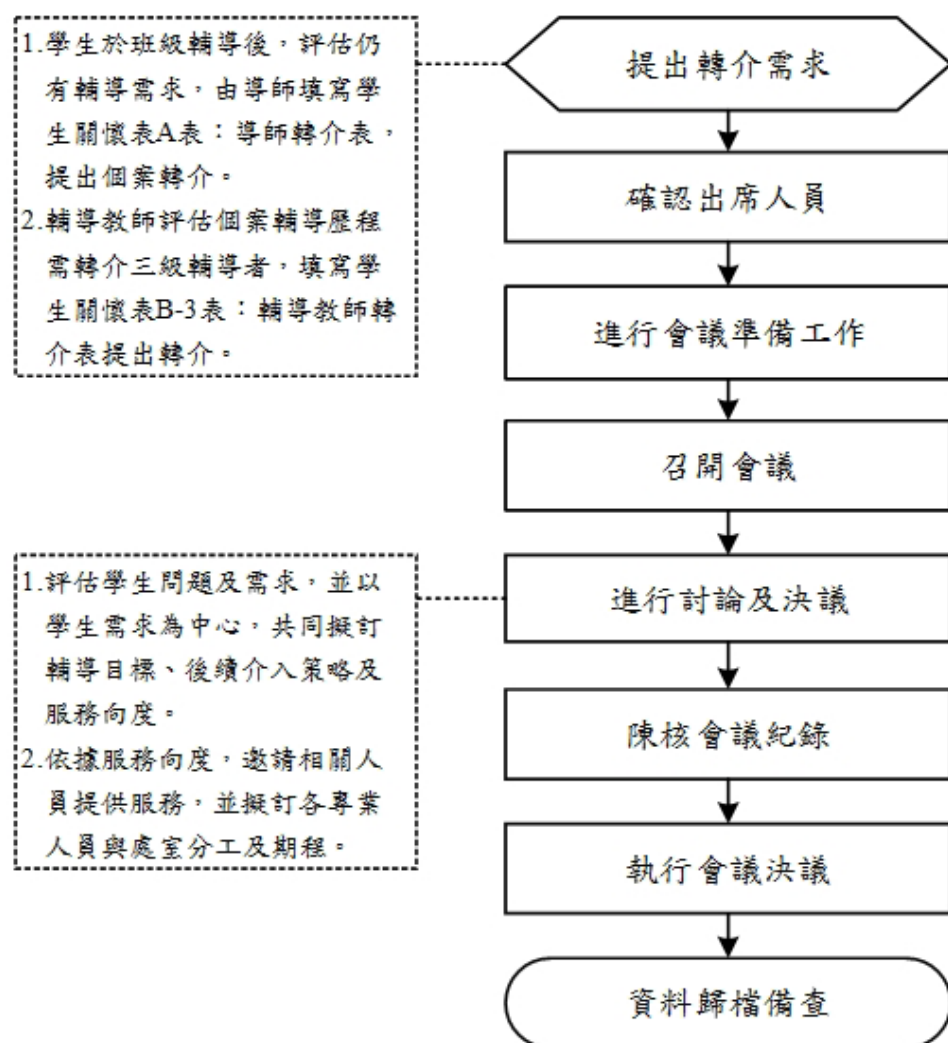 提出轉介需求
1.學生於班級輔導後，評估仍
有輔導需求，由導師填寫學
生關懷表A表：導師轉介表，
提出個案轉介。
2.輔導教師評估個案輔導歷程
需轉介三級輔導者，填寫學
生關懷表B-3表：輔導教師轉
介表提出轉介。
確認出席人員
進行會議準備工作
召開會議
進行討論及決議
1.評估學生問題及需求，並以
學生需求為中心，共同擬訂
輔導目標、後續介入策略及
服務向度。
2.依據服務向度，邀請相關人
員提供服務，並擬訂各專業
人員與處室分工及期程。
陳核會議紀錄
執行會議決議
資料歸檔備查